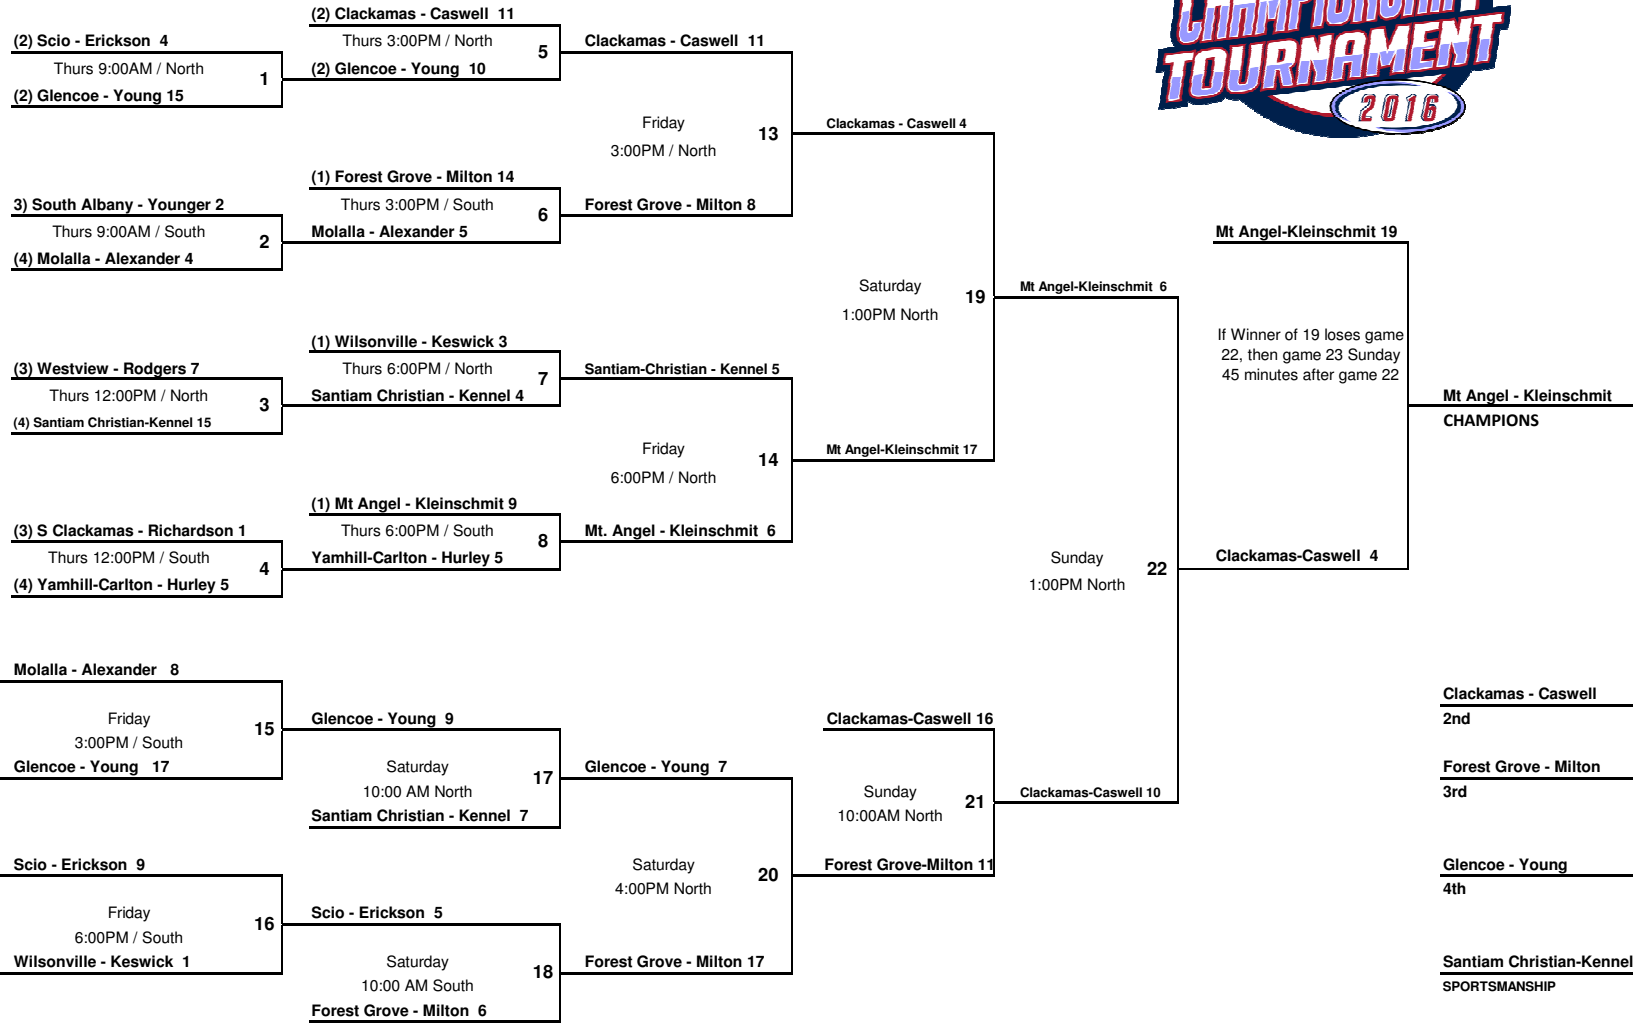 CHAMPIONSHIP
TOURNAMENT
2016
(2) Clackamas - Caswell 11
Thurs 3:00PM / North
5
(2) Glencoe - Young 10
(2) Scio - Erickson 4
Thurs 9:00AM / North
1
(2) Glencoe - Young 15
Clackamas - Caswell 11
Friday
13
3:00PM / North
Clackamas - Caswell 4
(1) Forest Grove - Milton 14
Thurs 3:00PM / South
6
Molalla - Alexander 5
3) South Albany - Younger 2
Thurs 9:00AM / South
2
(4) Molalla - Alexander 4
Forest Grove - Milton 8
Mt Angel-Kleinschmit 19
Saturday
19
1:00PM North
Mt Angel-Kleinschmit 6
If Winner of 19 loses game
22, then game 23 Sunday
45 minutes after game 22
(1) Wilsonville - Keswick 3
Thurs 6:00PM / North
7
Santiam Christian - Kennel 4
(3) Westview - Rodgers 7
Thurs 12:00PM / North
3
(4) Santiam Christian-Kennel 15
Santiam-Christian - Kennel 5
Mt Angel - Kleinschmit
CHAMPIONS
Friday
14
6:00PM / North
Mt Angel-Kleinschmit 17
(1) Mt Angel - Kleinschmit 9
Thurs 6:00PM / South
8
Yamhill-Carlton - Hurley 5
(3) S Clackamas - Richardson 1
Thurs 12:00PM / South
4
(4) Yamhill-Carlton - Hurley 5
Mt. Angel - Kleinschmit 6
Sunday
22
1:00PM North
Clackamas-Caswell 4
Molalla - Alexander 8
Friday
15
3:00PM / South
Glencoe - Young 17
Glencoe - Young 9
Saturday
17
10:00 AM North
Santiam Christian - Kennel 7
Glencoe - Young 7
Clackamas-Caswell 16
Sunday
21
10:00AM North
Clackamas-Caswell 10
Forest Grove-Milton 11
Clackamas - Caswell
2nd
Forest Grove - Milton
3rd
Scio - Erickson 9
Friday
16
6:00PM / South
Wilsonville - Keswick 1
Saturday
20
4:00PM North
Glencoe - Young
4th
Scio - Erickson 5
Saturday
18
10:00 AM South
Forest Grove - Milton 6
Forest Grove - Milton 17
Santiam Christian-Kennel
SPORTSMANSHIP